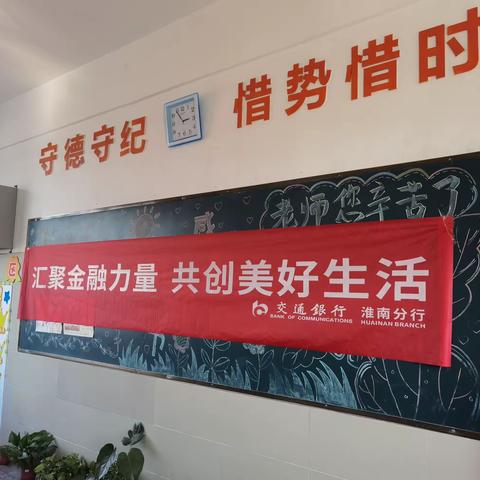 守德守纪 惜势惜时
老师您辛苦了
感
汇聚金融力量 共创美好生活
交通銀行 淮南分行
BANK OF COMMUNICATIONS HUAINAN BRANCH